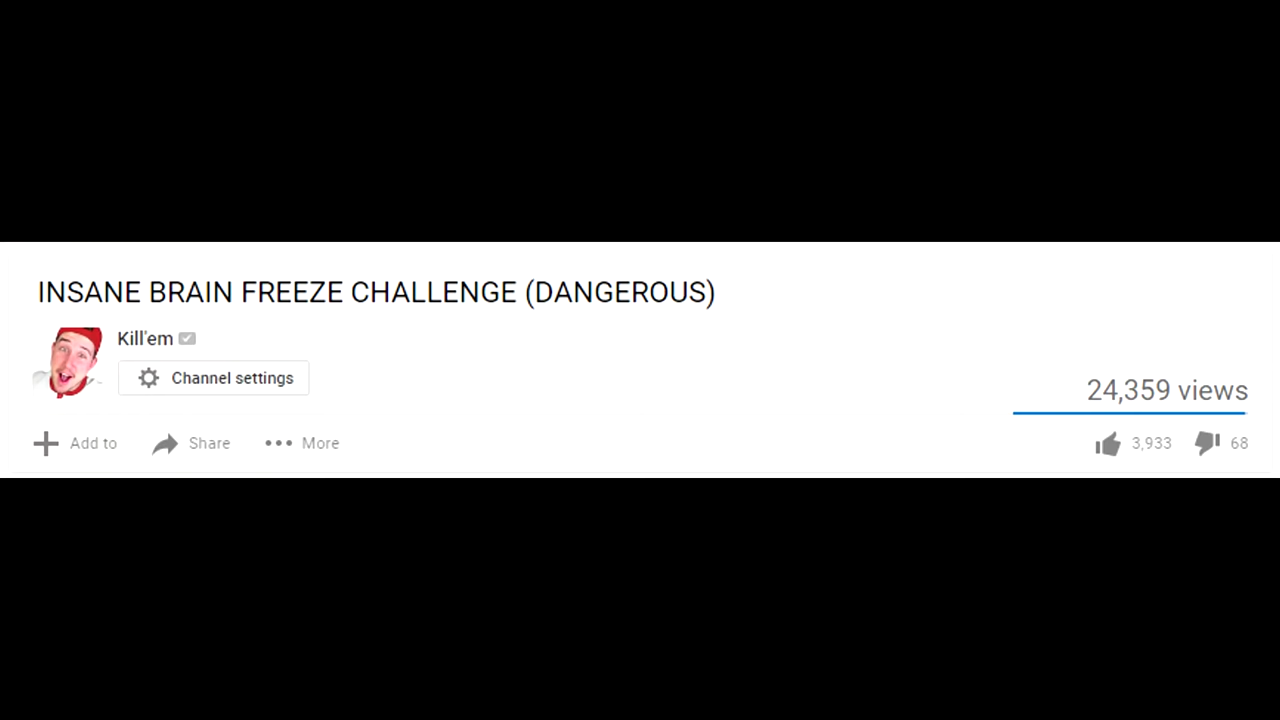 INSANE BRAIN FREEZE CHALLENGE (DANGEROUS)
Kill'em
Channel settings
24,359 views
Add to Share More 3,933 68